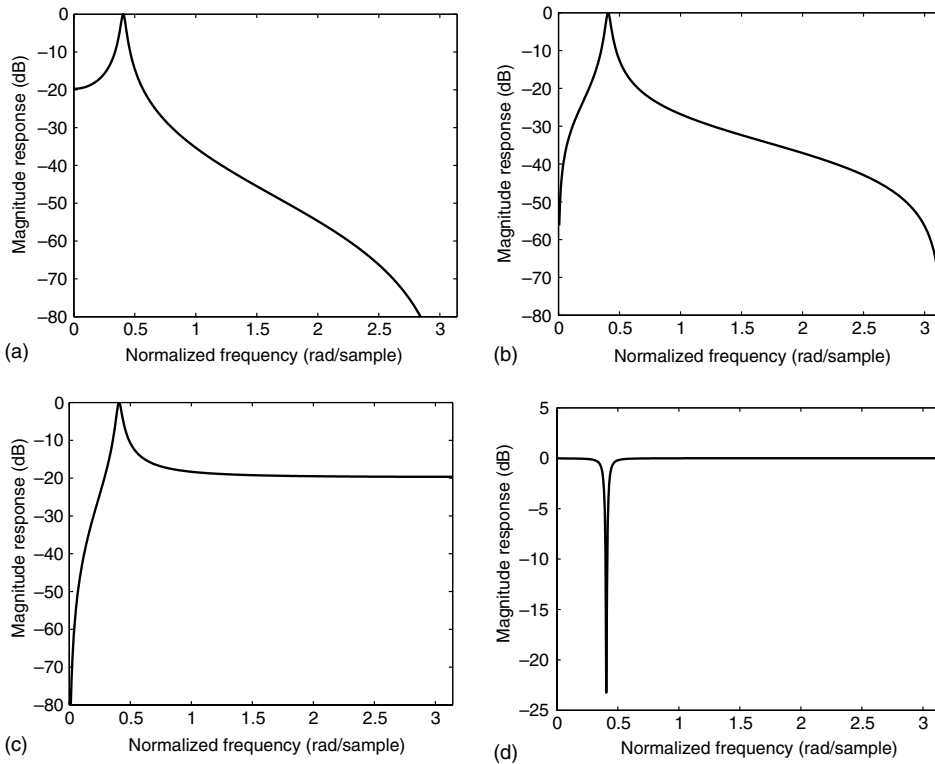 0
−10
−20
−30
−40
−50
−60
−70
−80
Magnitude response (dB)
0 0.5 1 1.5 2 2.5 3
Normalized frequency (rad/sample)
(a)
0
−10
−20
−30
−40
−50
−60
−70
−80
Magnitude response (dB)
0 0.5 1 1.5 2 2.5 3
Normalized frequency (rad/sample)
(b)
0
−10
−20
−30
−40
−50
−60
−70
−80
Magnitude response (dB)
0 0.5 1 1.5 2 2.5 3
Normalized frequency (rad/sample)
(c)
5
0
−5
−10
−15
−20
−25
Magnitude response (dB)
0 0.5 1 1.5 2 2.5 3
Normalized frequency (rad/sample)
(d)